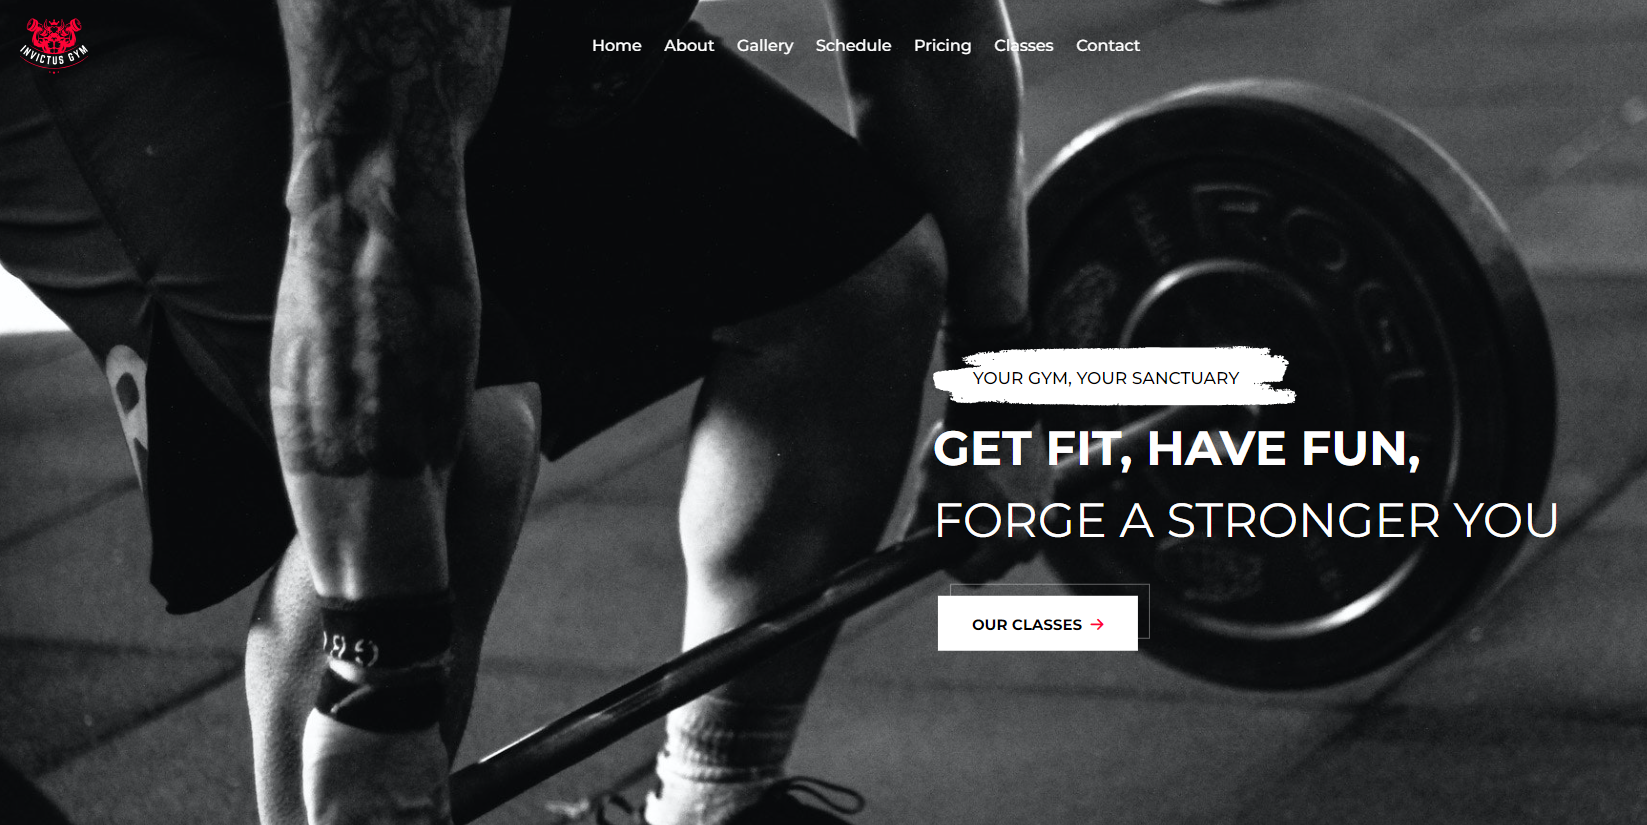 INVICTUS GYM
Home About Gallery Schedule Pricing Classes Contact
YOUR GYM, YOUR SANCTUARY
GET FIT, HAVE FUN,
FORGE A STRONGER YOU
OUR CLASSES